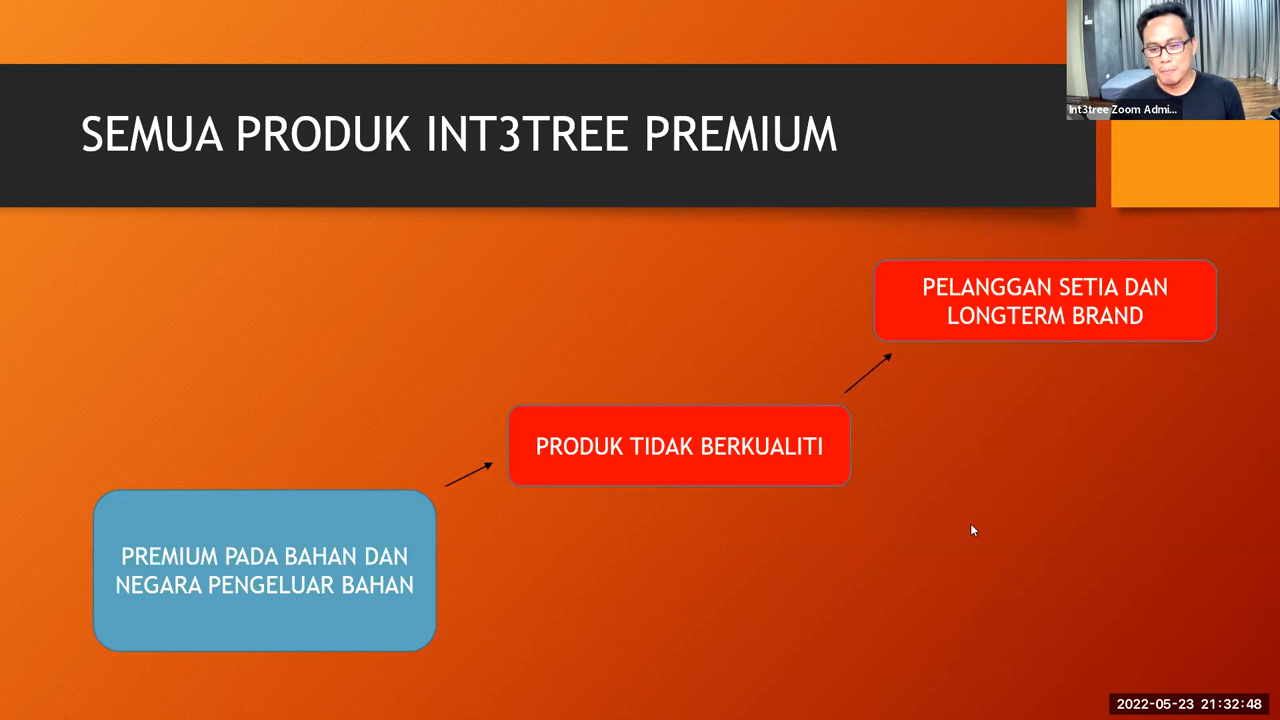 Int3tree Zoom Admi...
SEMUA PRODUK INT3TREE PREMIUM
PELANGGAN SETIA DAN
LONGTERM BRAND
PRODUK TIDAK BERKUALITI
PREMIUM PADA BAHAN DAN
NEGARA PENGELUAR BAHAN
2022-05-23 21:32:48